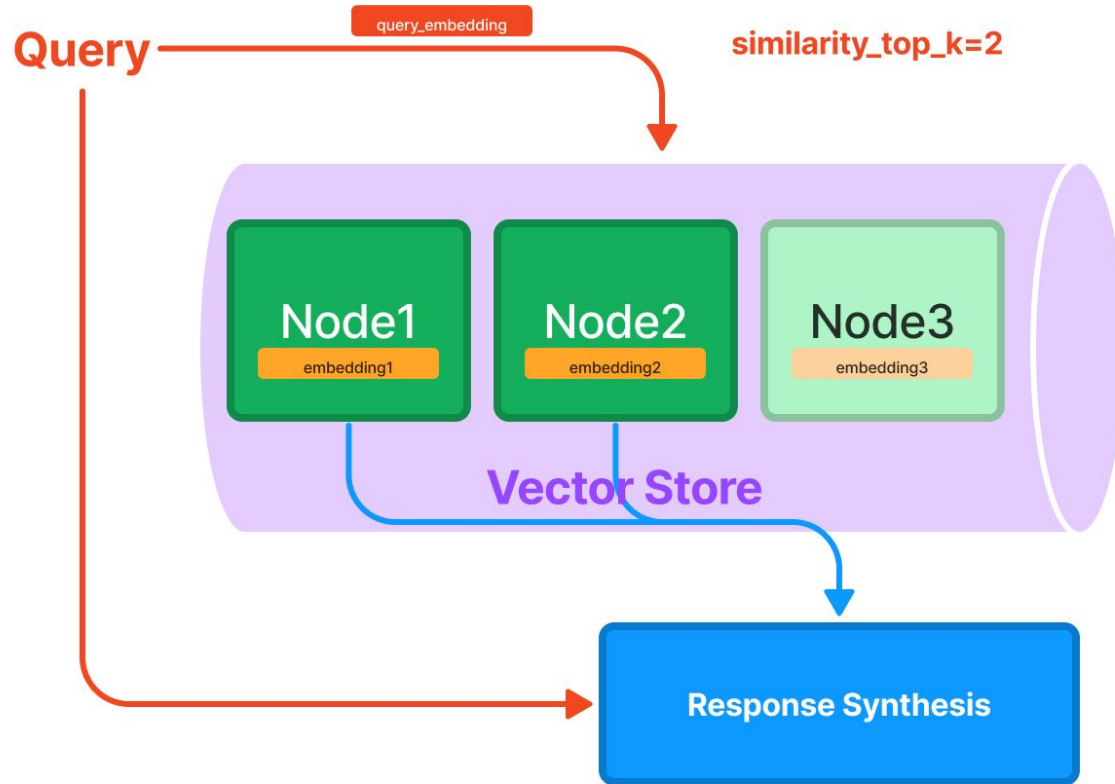 query_embedding
Query
similarity_top_k=2
Node1
embedding1
Node2
embedding2
Node3
embedding3
Vector Store
Response Synthesis